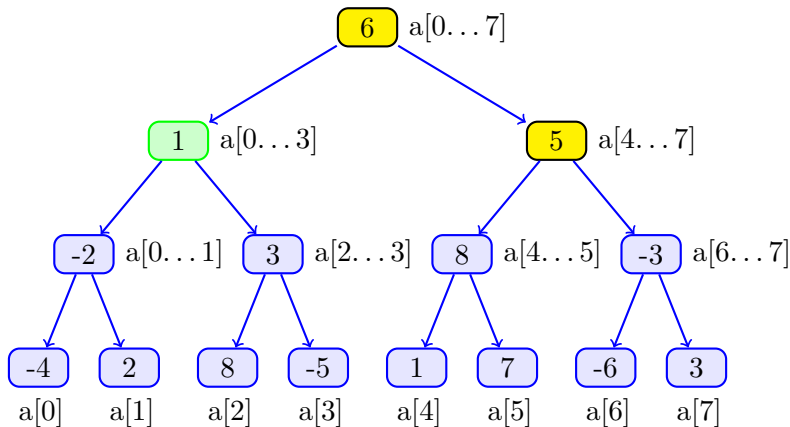 6 a[0...7]
1 a[0...3] 5 a[4...7]
-2 a[0...1] 3 a[2...3] 8 a[4...5] -3 a[6...7]
-4 2 8 -5 1 7 -6 3
a[0] a[1] a[2] a[3] a[4] a[5] a[6] a[7]